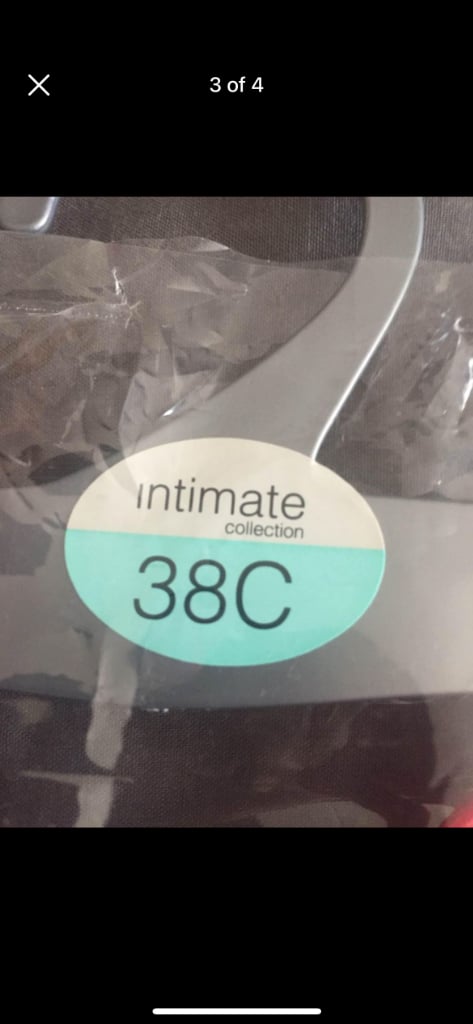 3 of 4
intimate
collection
38C